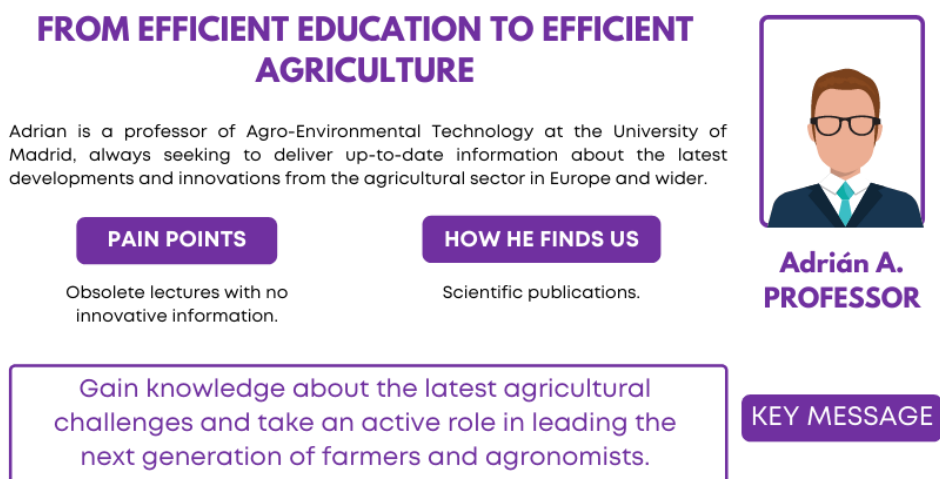 FROM EFFICIENT EDUCATION TO EFFICIENT
AGRICULTURE
Adrian is a professor of Agro-Environmental Technology at the University of
Madrid, always seeking to deliver up-to-date information about the latest
developments and innovations from the agricultural sector in Europe and wider.
PAIN POINTS
Obsolete lectures with no
innovative information.
HOW HE FINDS US
Scientific publications.
Adrián A.
PROFESSOR
Gain knowledge about the latest agricultural
challenges and take an active role in leading the
next generation of farmers and agronomists.
KEY MESSAGE